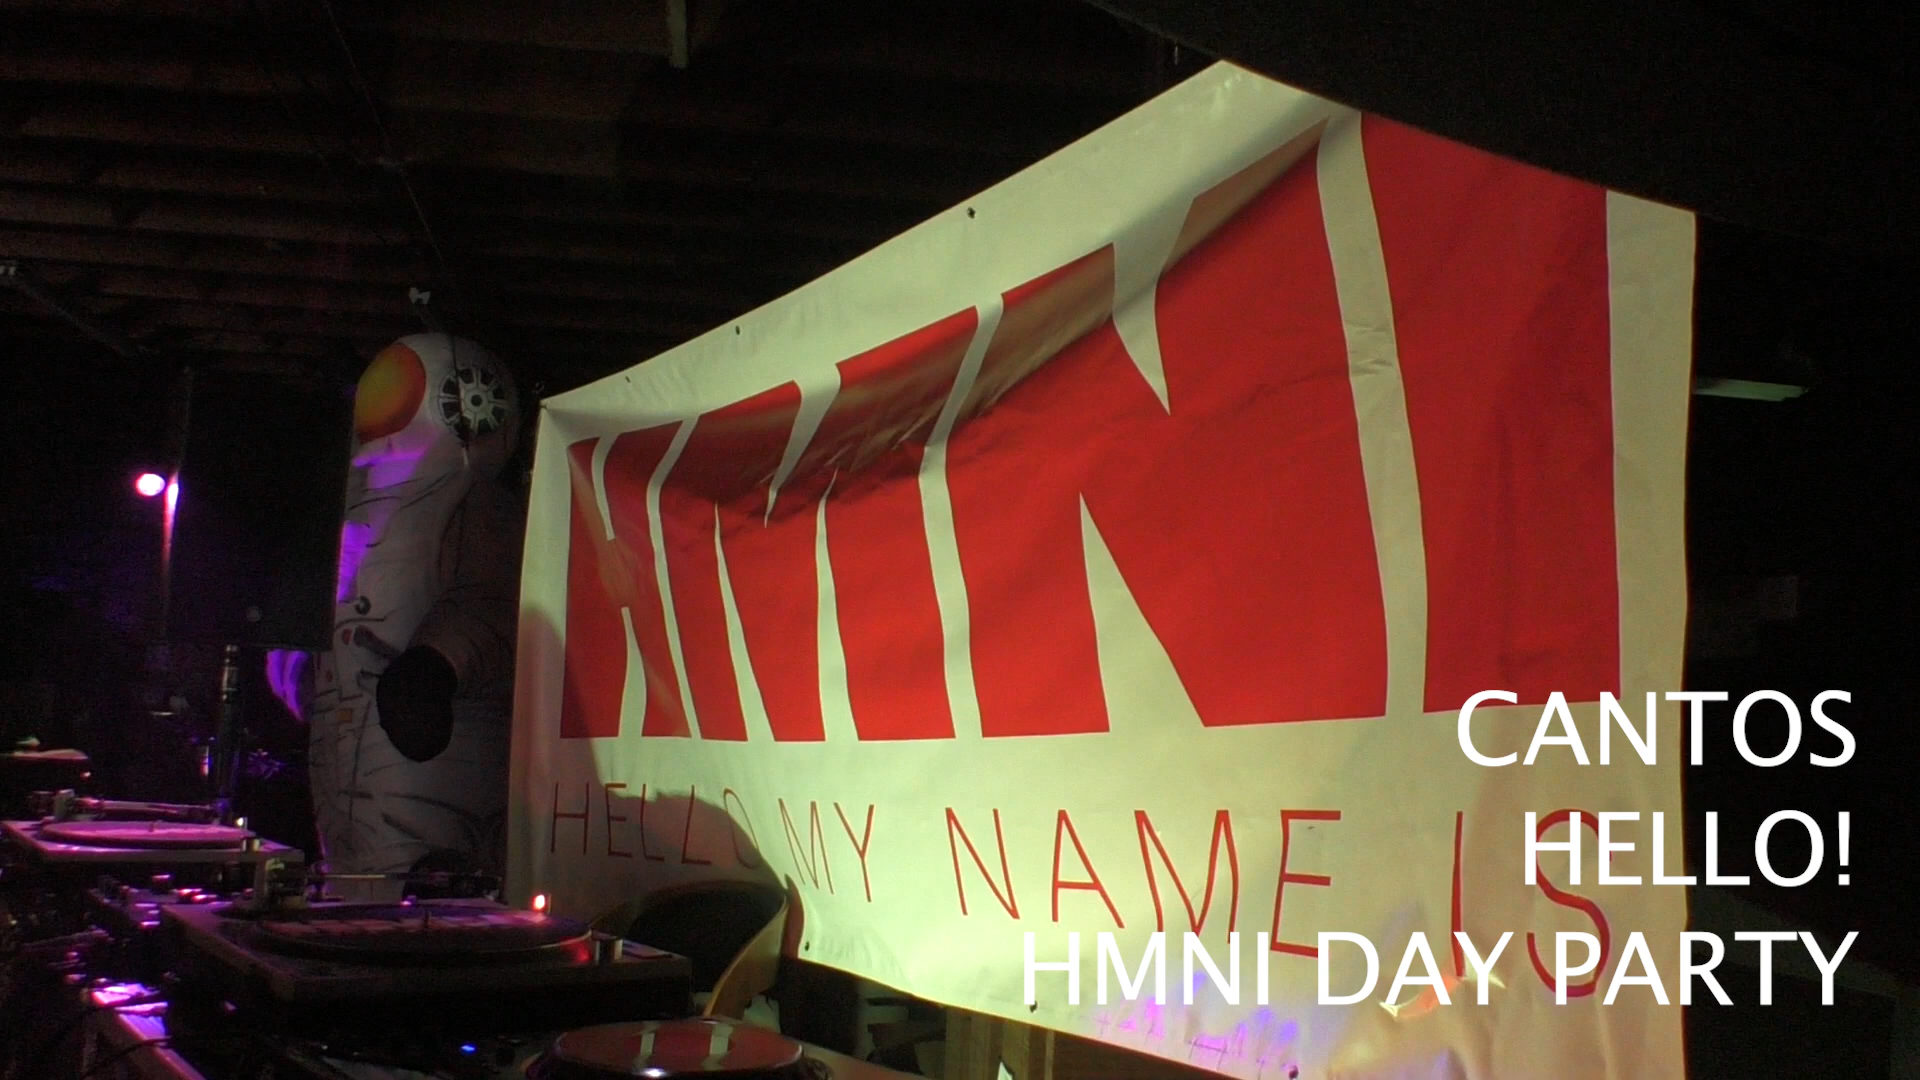 HMNI
HELLO MY NAME IS
CANTOS
HELLO!
HMNI DAY PARTY